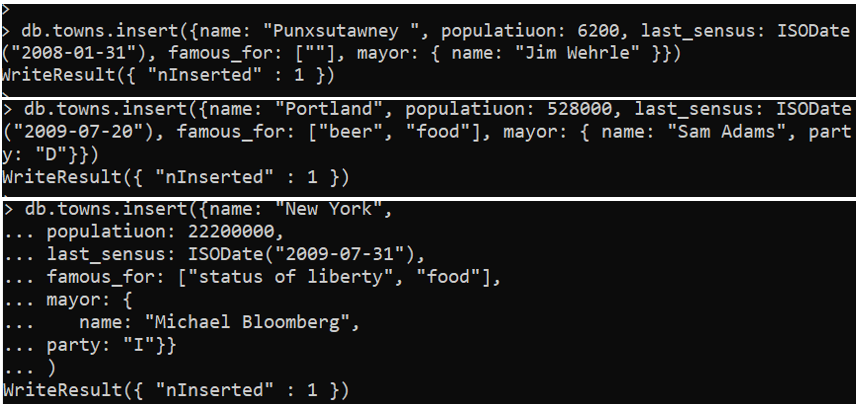 >
> db.towns.insert({name: "Punxsutawney ", populatiuon: 6200, last_sensus: ISODate
("2008-01-31"), famous_for: [""], mayor: { name: "Jim Wehrle" }})
WriteResult({ "nInserted" : 1 })
> db.towns.insert({name: "Portland", populatiuon: 528000, last_sensus: ISODate
("2009-07-20"), famous_for: ["beer", "food"], mayor: { name: "Sam Adams", part
y: "D"}})
WriteResult({ "nInserted" : 1 })
> db.towns.insert({name: "New York",
... populatiuon: 22200000,
... last_sensus: ISODate("2009-07-31"),
... famous_for: ["status of liberty", "food"],
... mayor: {
...    name: "Michael Bloomberg",
... party: "I"}}
... )
WriteResult({ "nInserted" : 1 })